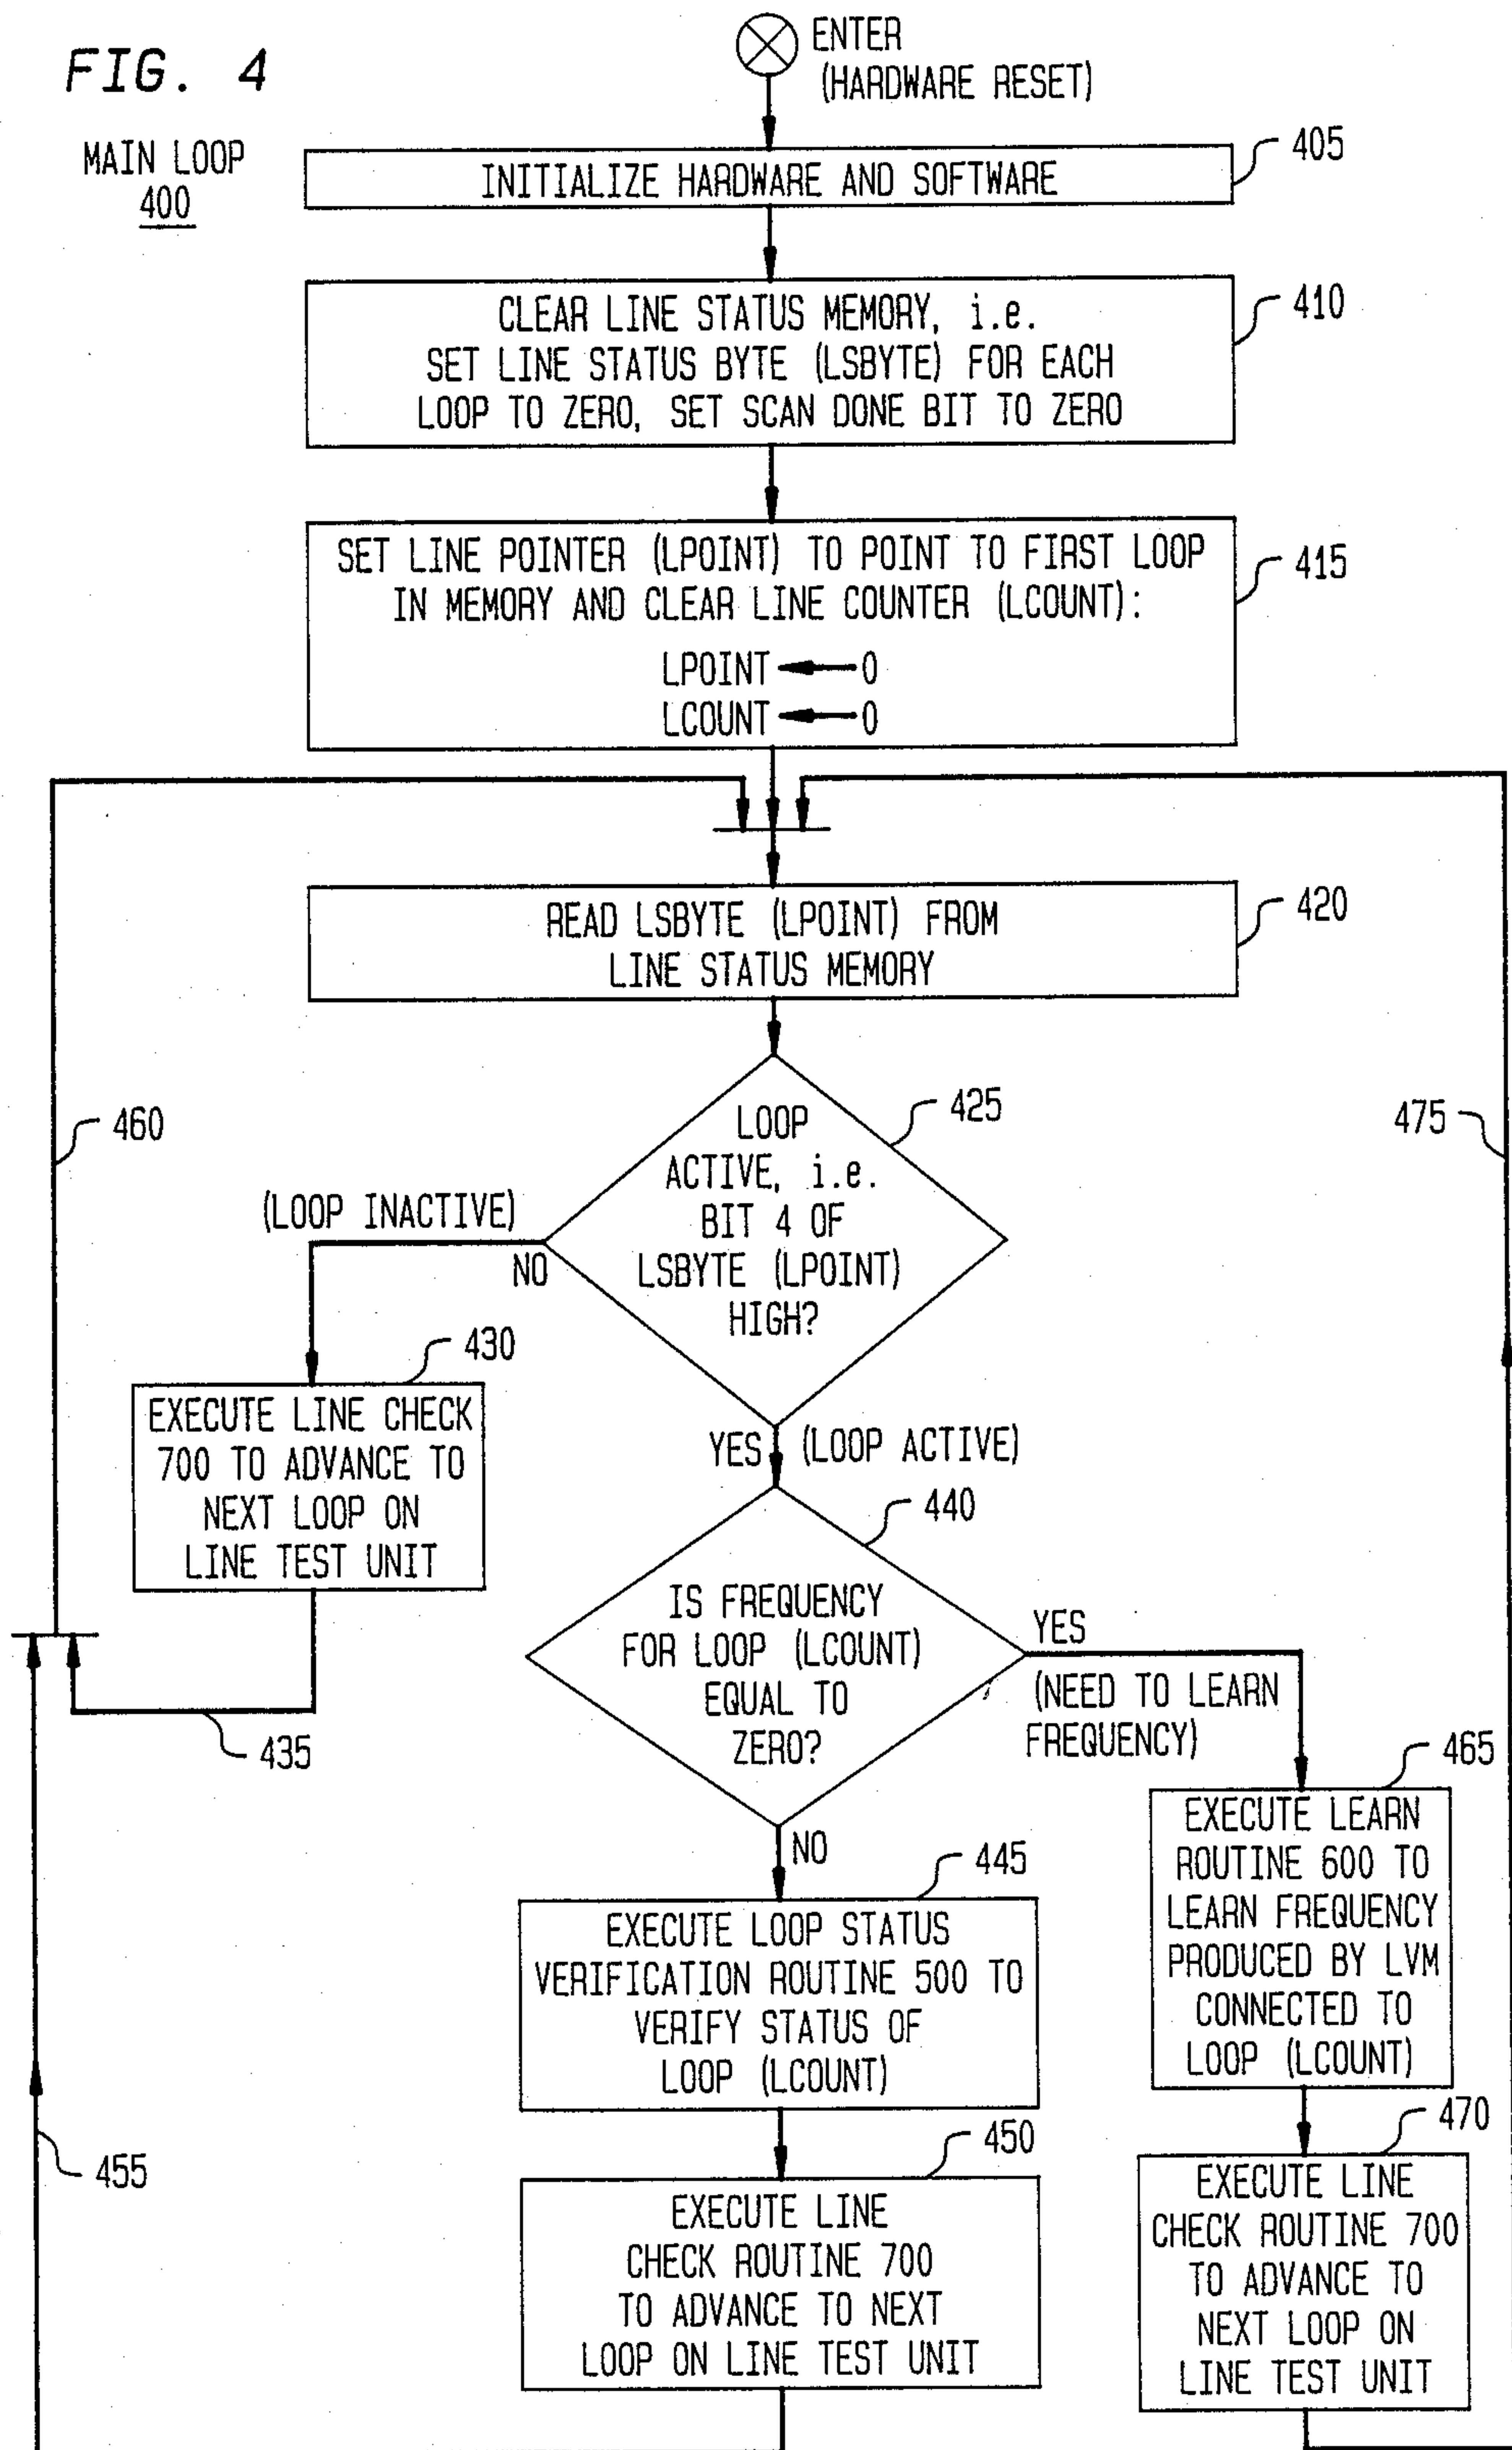 FIG. 4
MAIN LOOP
400
ENTER
(HARDWARE RESET)
INITIALIZE HARDWARE AND SOFTWARE
405
CLEAR LINE STATUS MEMORY, i.e.
SET LINE STATUS BYTE (LSBYTE) FOR EACH
LOOP TO ZERO, SET SCAN DONE BIT TO ZERO
410
SET LINE POINTER (LPOINT) TO POINT TO FIRST LOOP
IN MEMORY AND CLEAR LINE COUNTER (LCOUNT):
LPOINT ← 0
LCOUNT ← 0
415
READ LSBYTE (LPOINT) FROM
LINE STATUS MEMORY
420
460
475
LOOP
ACTIVE, i.e.
BIT 4 OF
LSBYTE (LPOINT)
HIGH?
425
(LOOP INACTIVE)
NO
430
EXECUTE LINE CHECK
700 TO ADVANCE TO
NEXT LOOP ON
LINE TEST UNIT
435
YES (LOOP ACTIVE)
440
IS FREQUENCY
FOR LOOP (LCOUNT)
EQUAL TO
ZERO?
YES
(NEED TO LEARN
FREQUENCY)
NO
445
EXECUTE LOOP STATUS
VERIFICATION ROUTINE 500 TO
VERIFY STATUS OF
LOOP (LCOUNT)
465
EXECUTE LEARN
ROUTINE 600 TO
LEARN FREQUENCY
PRODUCED BY LVM
CONNECTED TO
LOOP (LCOUNT)
455
450
EXECUTE LINE
CHECK ROUTINE 700
TO ADVANCE TO NEXT
LOOP ON LINE TEST UNIT
470
EXECUTE LINE
CHECK ROUTINE 700
TO ADVANCE TO
NEXT LOOP ON
LINE TEST UNIT